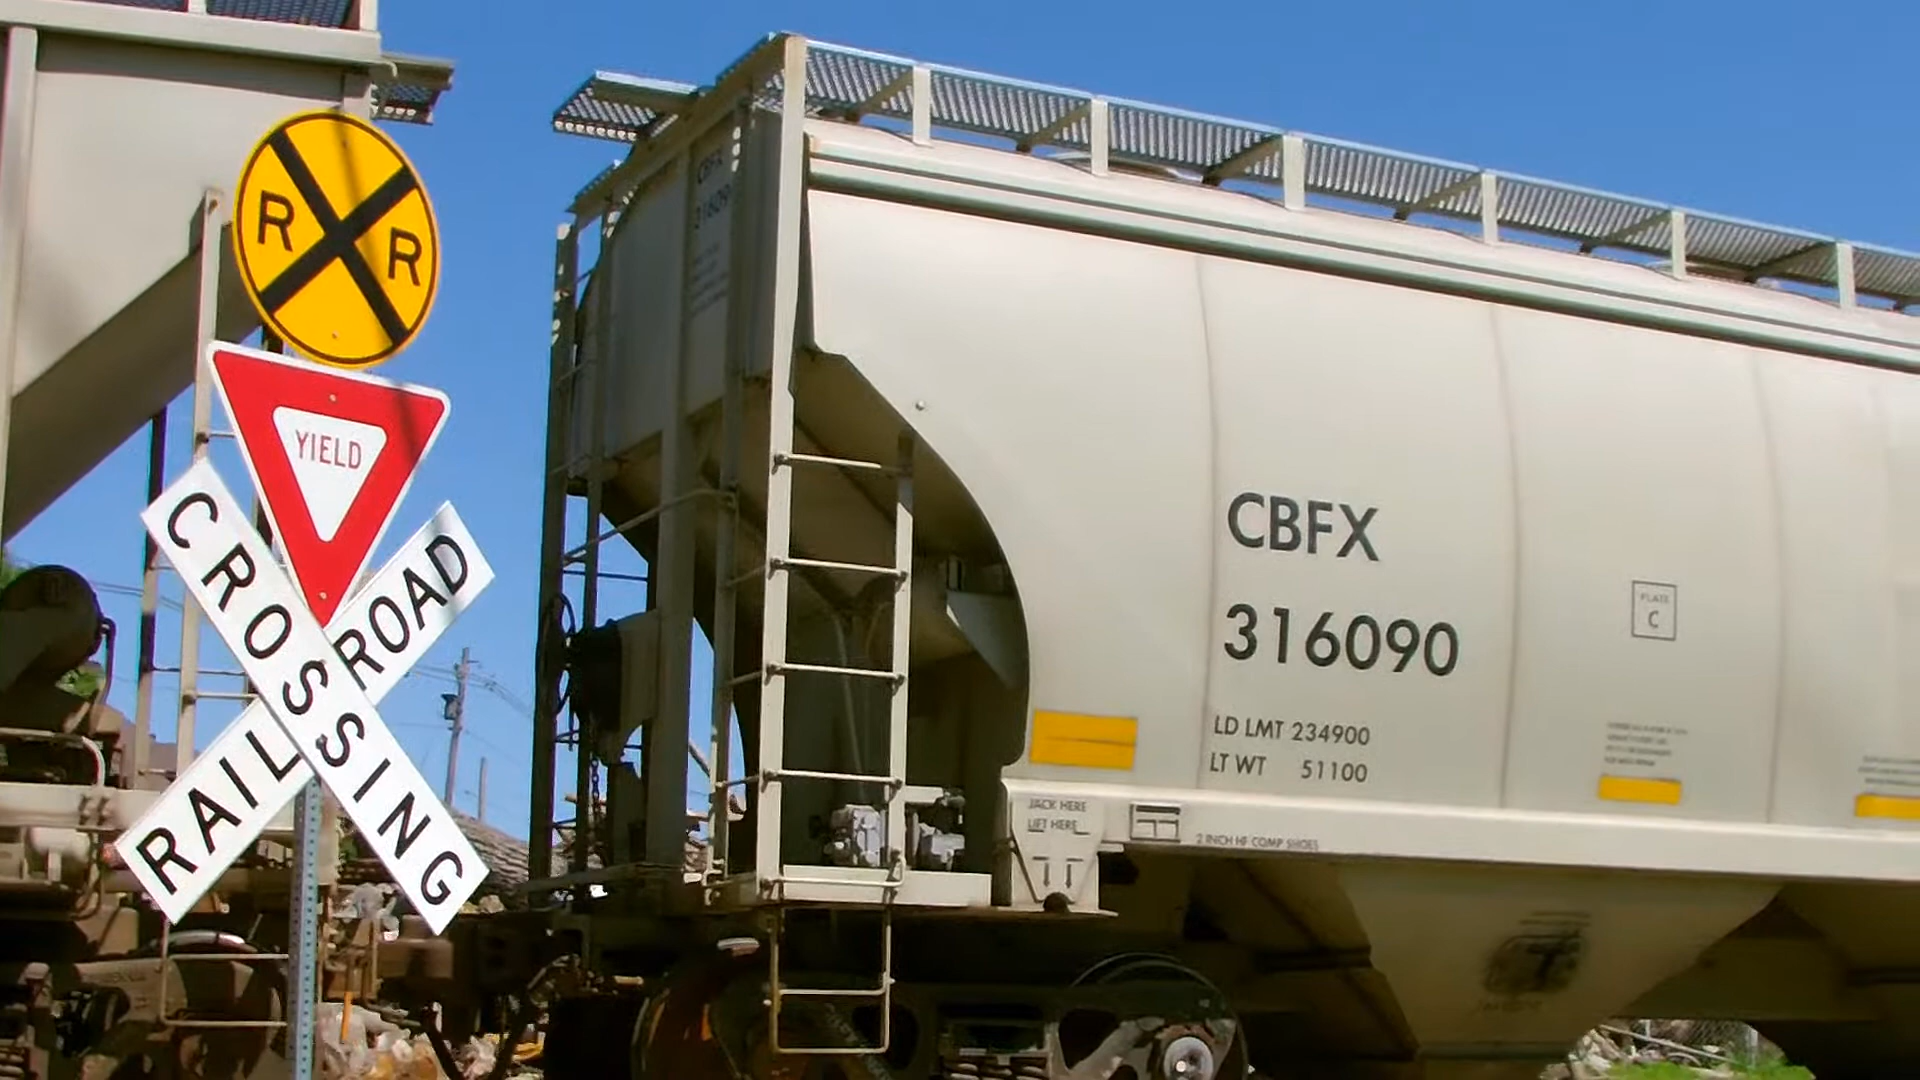 R R
YIELD
RAILROAD
CROSSING
CBFX
CBFX
316090
LD LMT 234900
LT WT 51100
PLATE
C
JACK HERE
LIFT HERE
2 INCH HF COMP SHOES